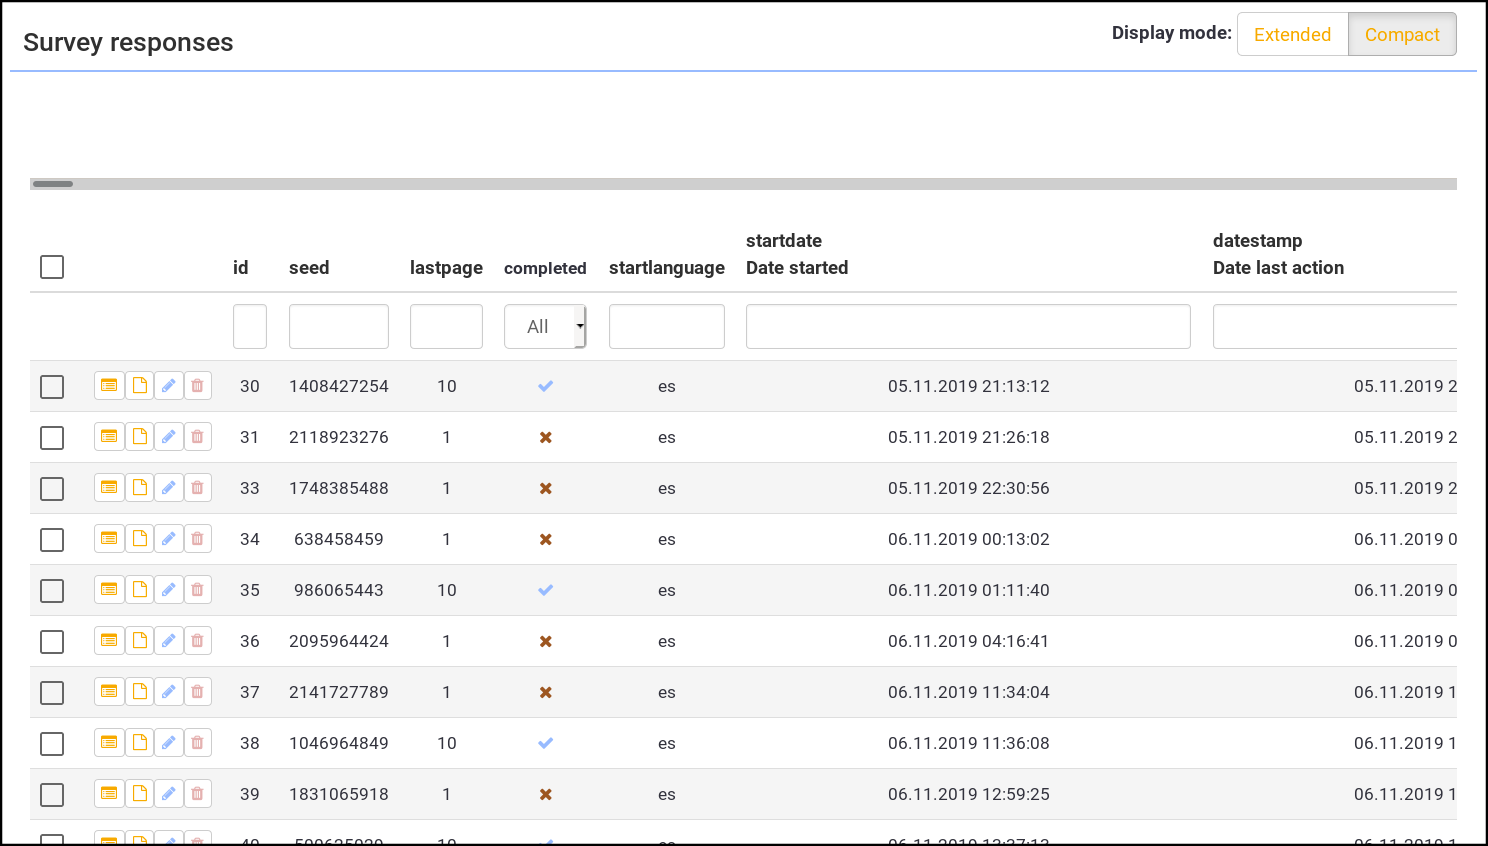 Survey responses
Display mode: Extended Compact
id seed lastpage completed startlanguage startdate Date started datestamp Date last action
All
30 1408427254 10 es 05.11.2019 21:13:12 05.11.2019 2
31 2118923276 1 es 05.11.2019 21:26:18 05.11.2019 2
33 1748385488 1 es 05.11.2019 22:30:56 05.11.2019 2
34 638458459 1 es 06.11.2019 00:13:02 06.11.2019 0
35 986065443 10 es 06.11.2019 01:11:40 06.11.2019 0
36 2095964424 1 es 06.11.2019 04:16:41 06.11.2019 0
37 2141727789 1 es 06.11.2019 11:34:04 06.11.2019 1
38 1046964849 10 es 06.11.2019 11:36:08 06.11.2019 1
39 1831065918 1 es 06.11.2019 12:59:25 06.11.2019 1